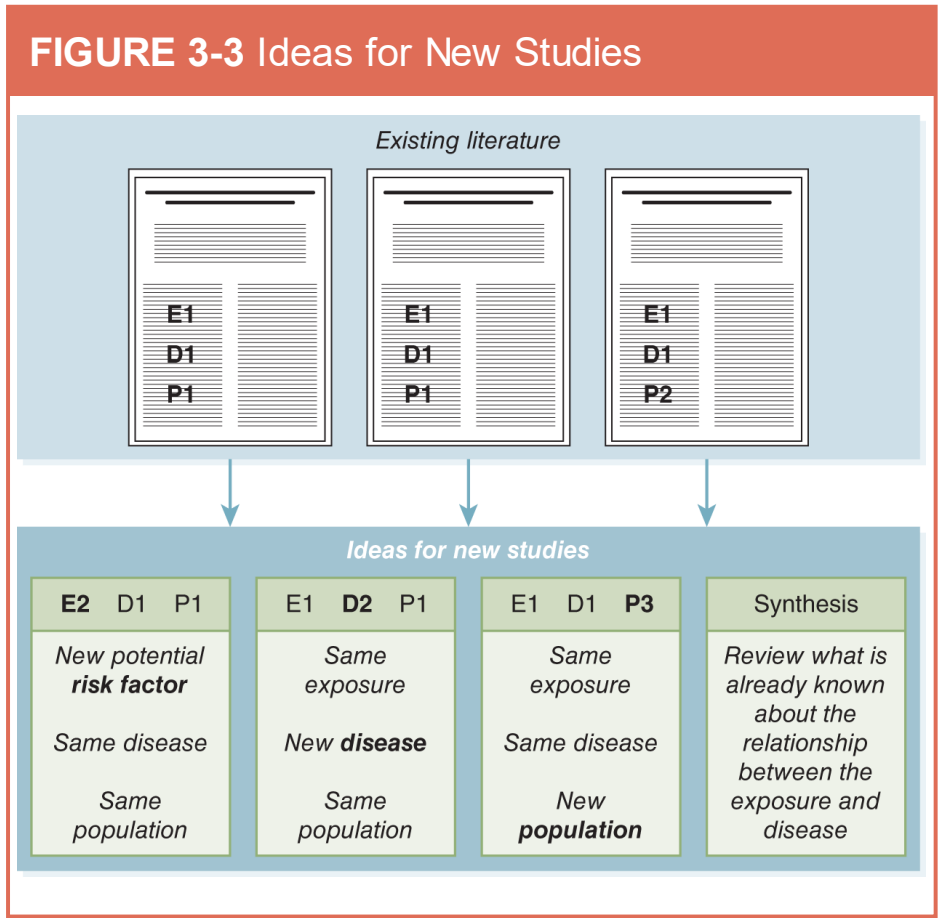 FIGURE 3-3 Ideas for New Studies
Existing literature
E1
D1
P1
E1
D1
P1
E1
D1
P2
Ideas for new studies
E2 D1 P1
New potential
risk factor
Same disease
Same
population
E1 D2 P1
Same
exposure
New disease
Same
population
E1 D1 P3
Same
exposure
Same disease
New
population
Synthesis
Review what is
already known
about the
relationship
between the
exposure and
disease